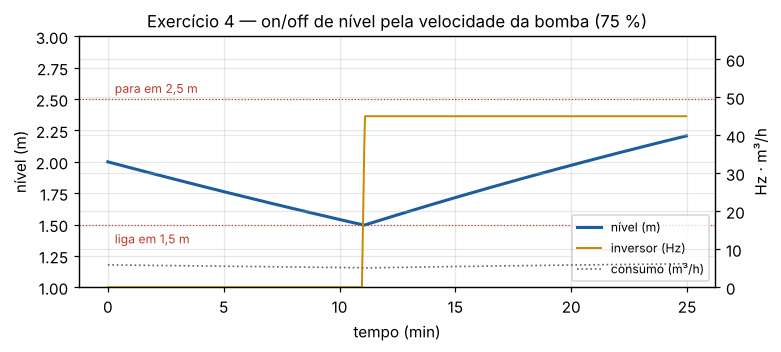 Exercício 4 — on/off de nível pela velocidade da bomba (75 %)
3.00
2.75
2.50
2.25
2.00
1.75
1.50
1.25
1.00
nível (m)
para em 2,5 m
liga em 1,5 m
60
50
40
30
20
10
0
Hz · m³/h
nível (m)
inversor (Hz)
consumo (m³/h)
0 5 10 15 20 25
tempo (min)